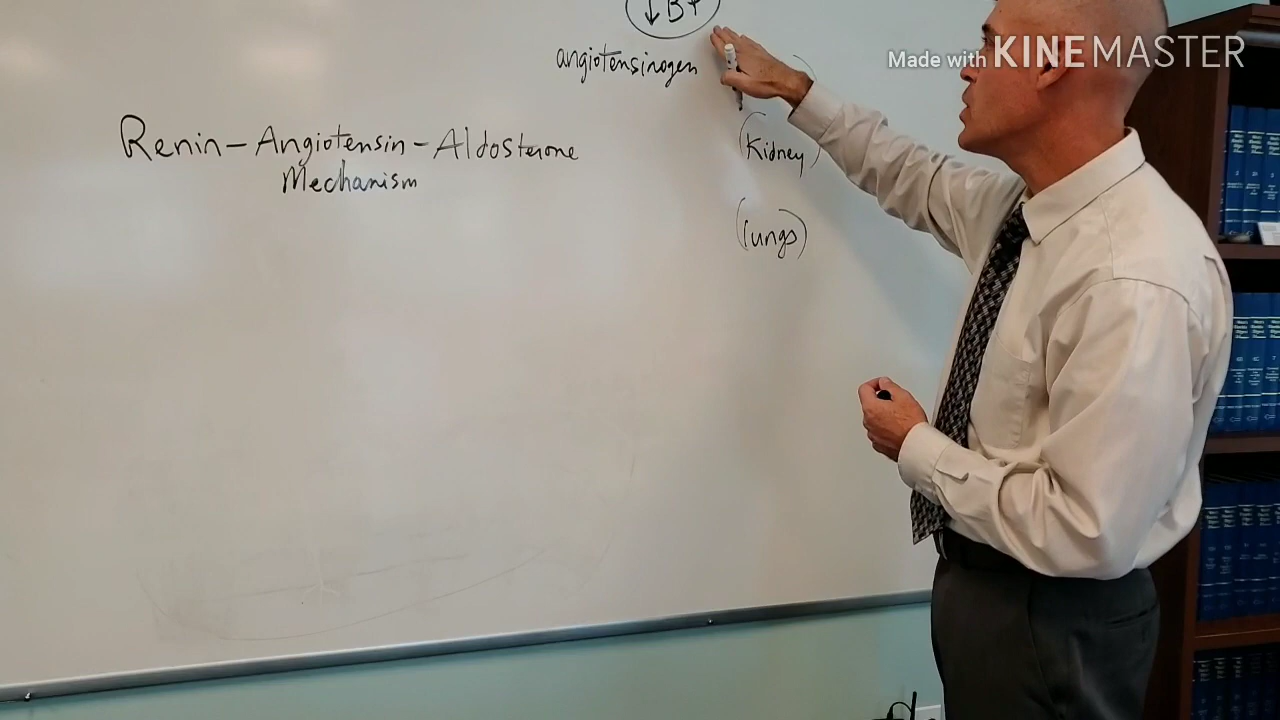 ↓BP
angiotensinogen
Made with KINEMASTER
Renin-Angiotensin-Aldosterone
Mechanism
(Kidney)
(lungs)